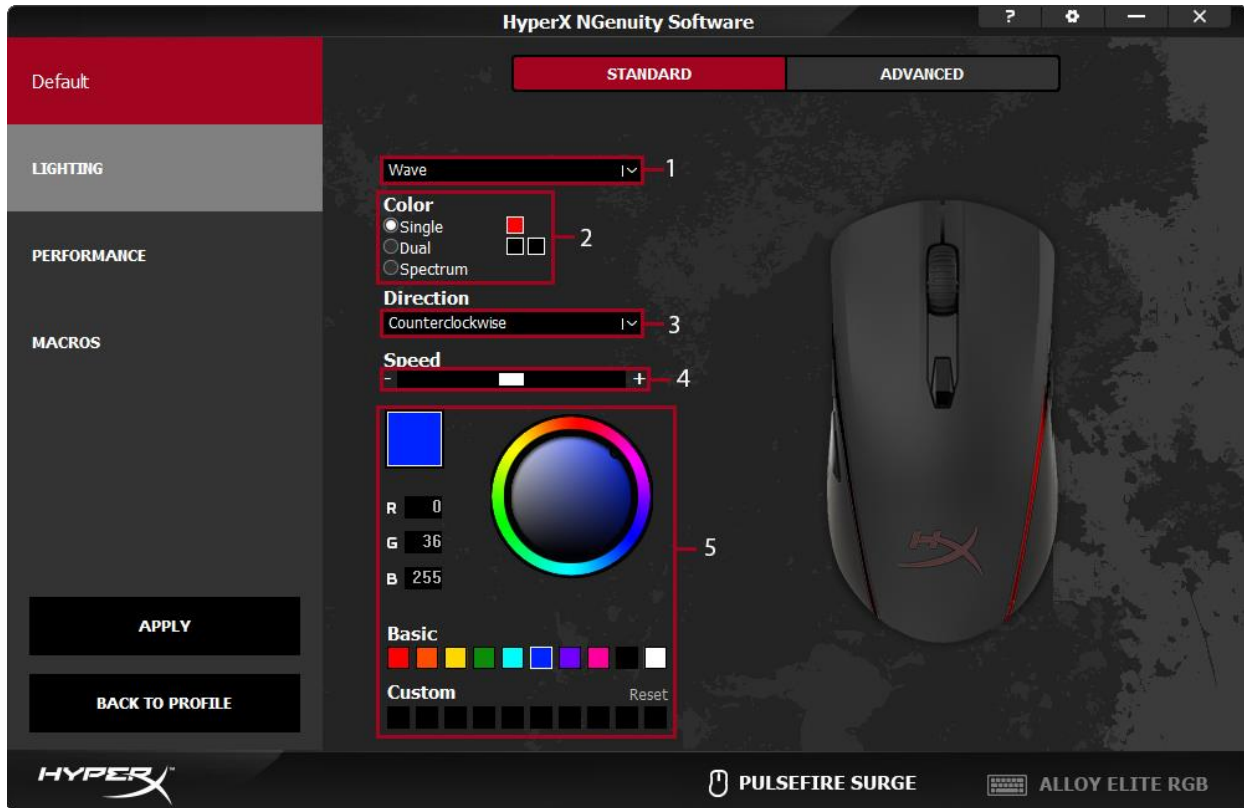 HyperX NGenuity Software
?
Default
STANDARD
ADVANCED
LIGHTING
PERFORMANCE
MACROS
Wave
1
Color
Single
Dual
Spectrum
2
Direction
Counterclockwise
3
Speed
- + 4
R 0
G 36
B 255
5
Basic
Custom Reset
APPLY
BACK TO PROFILE
HYPERX™
PULSEFIRE SURGE
ALLOY ELITE RGB